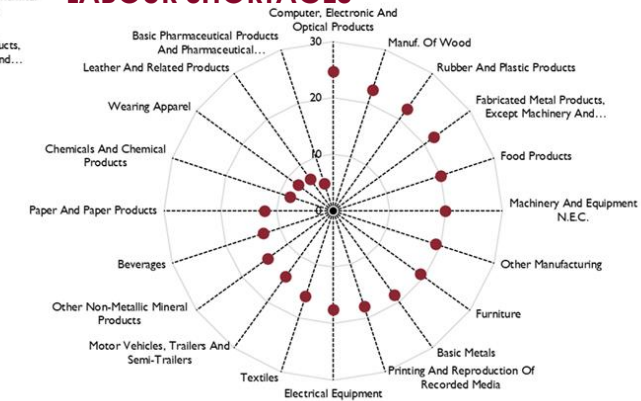 LABOUR SHORTAGES
ucts,
nd…
Computer, Electronic And
Optical Products
30
20
10
0
Manuf. Of Wood
Rubber And Plastic Products
Fabricated Metal Products,
Except Machinery And…
Food Products
Machinery And Equipment
N.E.C.
Other Manufacturing
Furniture
Basic Metals
Printing And Reproduction Of
Recorded Media
Electrical Equipment
Textiles
Motor Vehicles, Trailers And
Semi-Trailers
Other Non-Metallic Mineral
Products
Beverages
Paper And Paper Products
Chemicals And Chemical
Products
Wearing Apparel
Leather And Related Products
Basic Pharmaceutical Products
And Pharmaceutical…